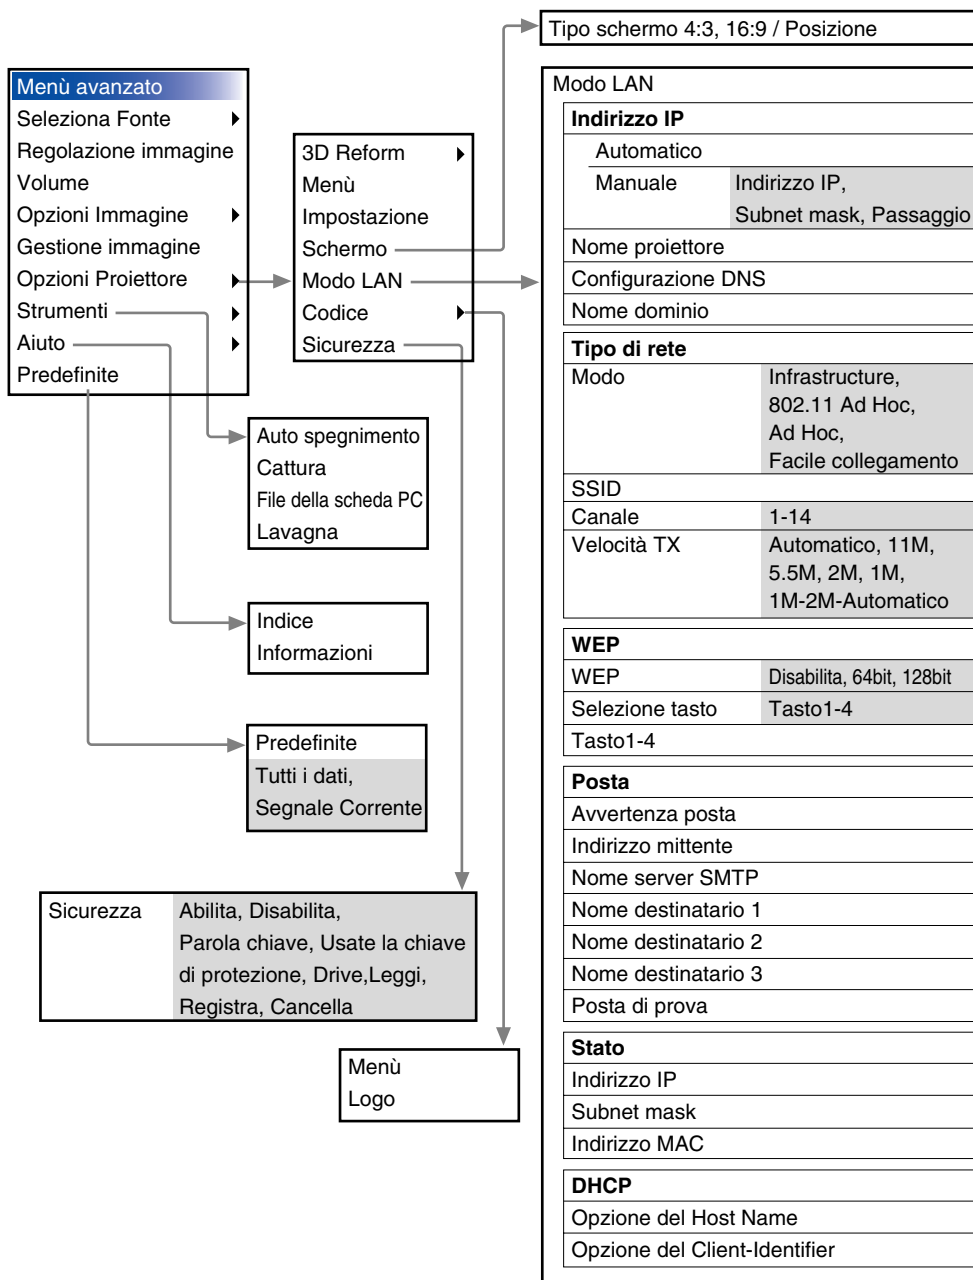 Tipo schermo 4:3, 16:9 / Posizione
Menù avanzato
Seleziona Fonte
Regolazione immagine
Volume
Opzioni Immagine
Gestione immagine
Opzioni Proiettore
Strumenti
Aiuto
Predefinite
3D Reform
Menù
Impostazione
Schermo
Modo LAN
Codice
Sicurezza
Auto spegnimento
Cattura
File della scheda PC
Lavagna
Indice
Informazioni
Predefinite
Tutti i dati,
Segnale Corrente
Sicurezza Abilita, Disabilita,
Parola chiave, Usate la chiave
di protezione, Drive,Leggi,
Registra, Cancella
Menù
Logo
Modo LAN
Indirizzo IP
Automatico
Manuale Indirizzo IP,
Subnet mask, Passaggio
Nome proiettore
Configurazione DNS
Nome dominio
Tipo di rete
Modo Infrastructure,
802.11 Ad Hoc,
Ad Hoc,
Facile collegamento
SSID
Canale 1-14
Velocità TX Automatico, 11M,
5.5M, 2M, 1M,
1M-2M-Automatico
WEP
WEP Disabilita, 64bit, 128bit
Selezione tasto Tasto1-4
Tasto1-4
Posta
Avvertenza posta
Indirizzo mittente
Nome server SMTP
Nome destinatario 1
Nome destinatario 2
Nome destinatario 3
Posta di prova
Stato
Indirizzo IP
Subnet mask
Indirizzo MAC
DHCP
Opzione del Host Name
Opzione del Client-Identifier